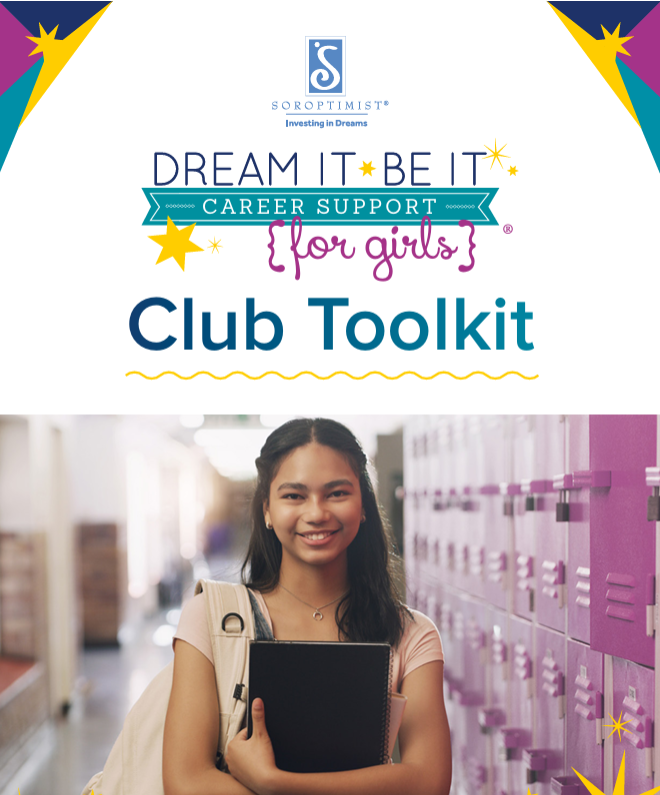 S
SOROPTIMIST®
Investing in Dreams
DREAM IT BE IT
CAREER SUPPORT
{for girls}®
Club Toolkit